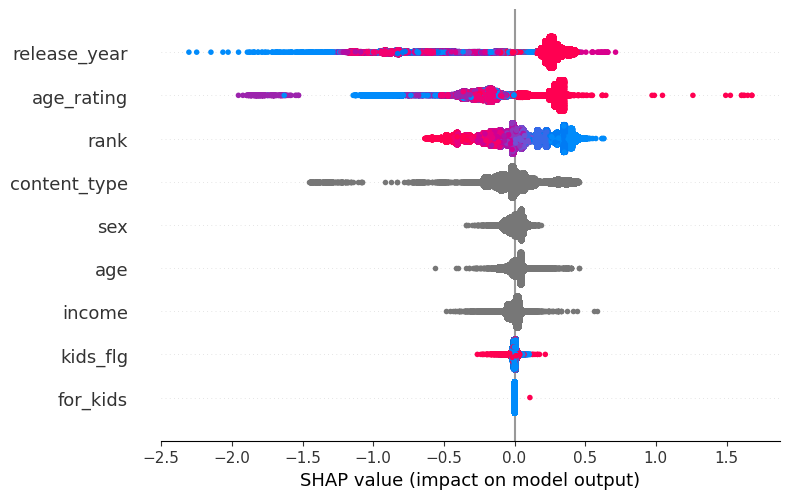 release_year
age_rating
rank
content_type
sex
age
income
kids_flg
for_kids
−2.5 −2.0 −1.5 −1.0 −0.5 0.0 0.5 1.0 1.5
SHAP value (impact on model output)